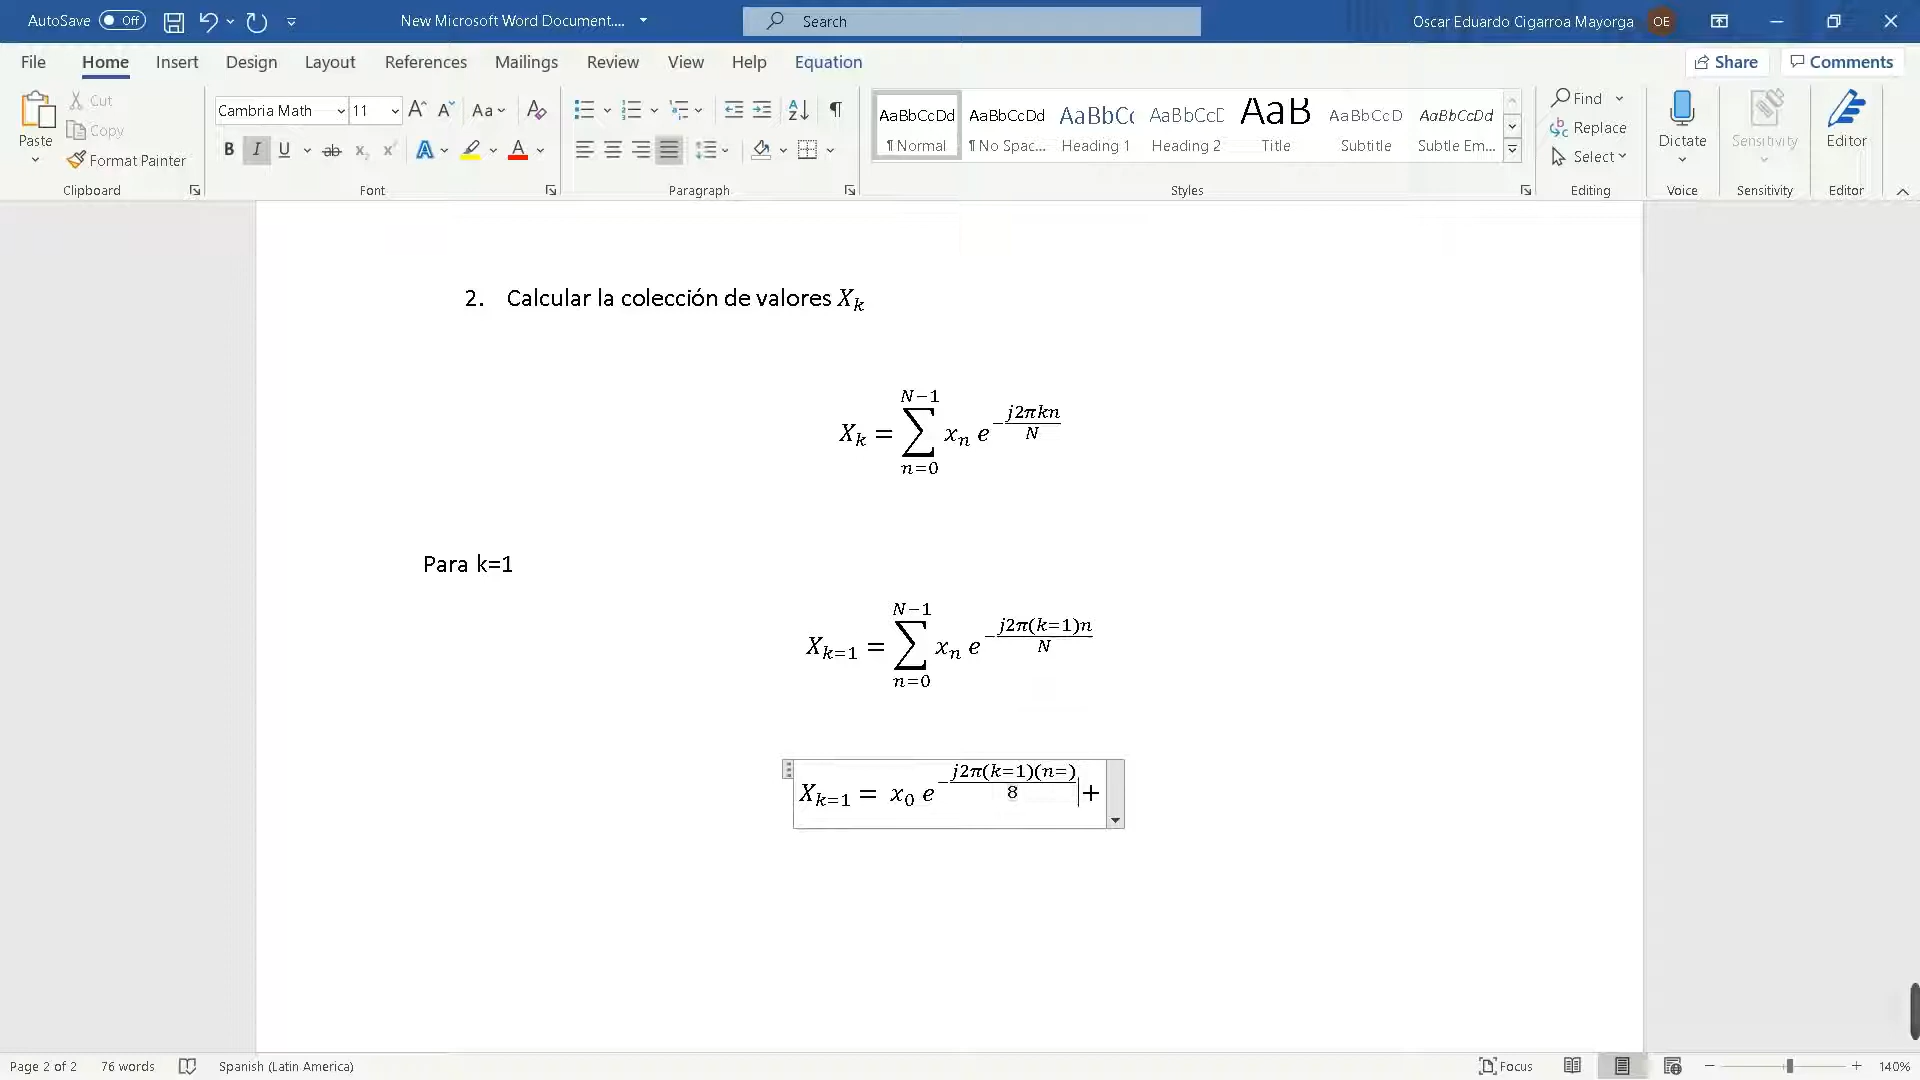 AutoSave Off New Microsoft Word Document.... Search Oscar Eduardo Cigarroa Mayorga OE
File Home Insert Design Layout References Mailings Review View Help Equation Share Comments
Paste
Cut
Copy
Format Painter
Clipboard
Cambria Math 11
Font
Paragraph
AaBbCcDd AaBbCcDd AaBbCc AaBbCcD AaB AaBbCcD AaBbCcDd
¶ Normal ¶ No Spac... Heading 1 Heading 2 Title Subtitle Subtle Em...
Styles
Find
Replace
Select
Editing
Dictate
Voice
Sensitivity
Sensitivity
Editor
Editor
2. Calcular la colección de valores X_k
X_k = ∑_{n=0}^{N−1} x_n e^{−\frac{j2πkn}{N}}
Para k=1
X_{k=1} = ∑_{n=0}^{N−1} x_n e^{−\frac{j2π(k=1)n}{N}}
X_{k=1} = x_0 e^{−\frac{j2π(k=1)(n=)}{8}} +
Page 2 of 2 76 words Spanish (Latin America) Focus 140%